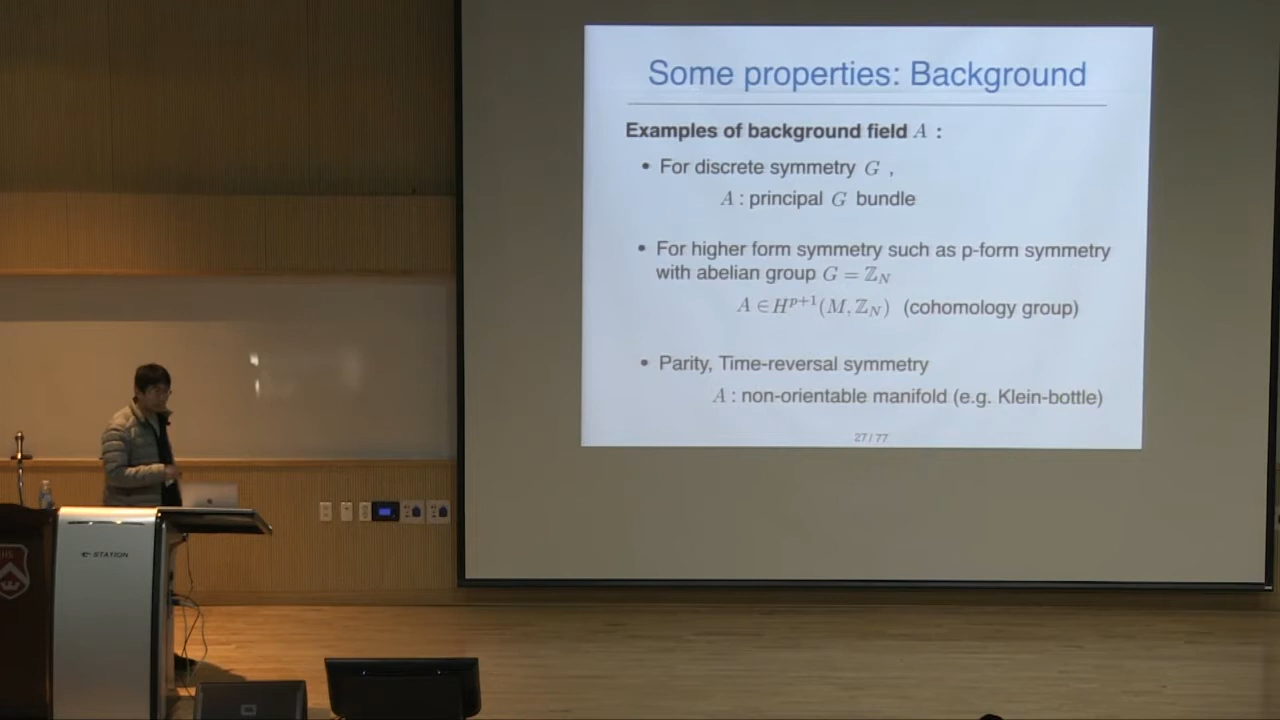 Some properties: Background
Examples of background field A :
• For discrete symmetry G ,
A : principal G bundle
• For higher form symmetry such as p-form symmetry
with abelian group G = ℤ_N
A ∈ H^{p+1}(M, ℤ_N) (cohomology group)
• Parity, Time-reversal symmetry
A : non-orientable manifold (e.g. Klein-bottle)
27 / 77
e-STATION